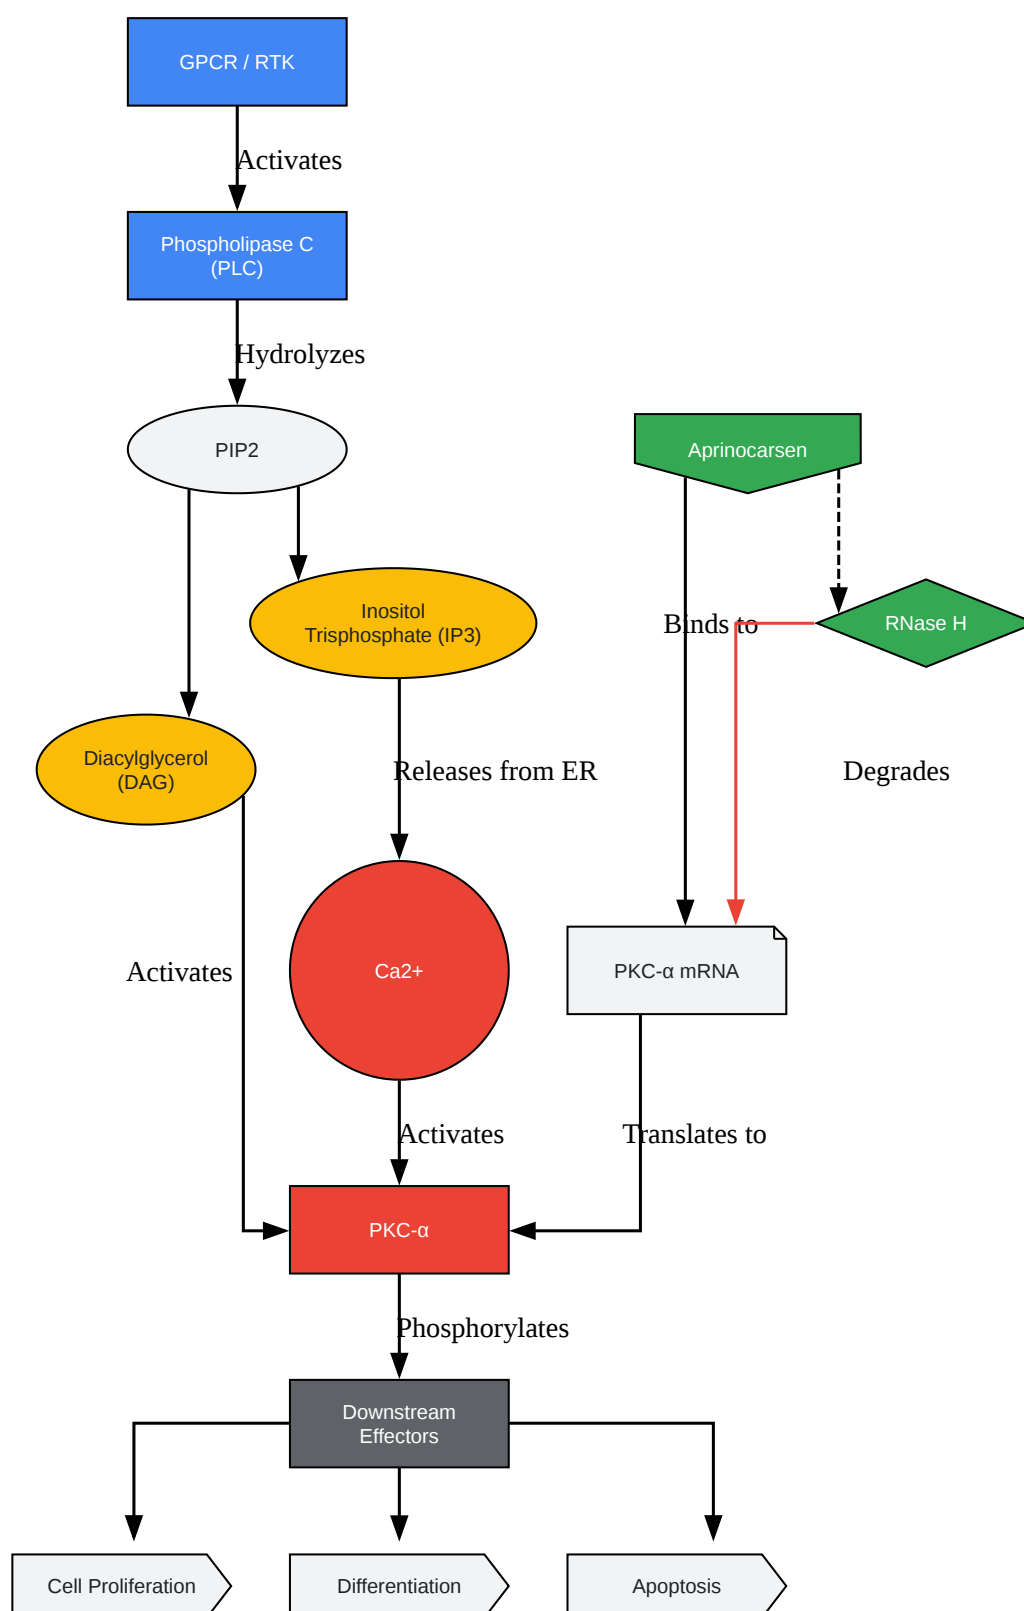 GPCR / RTK
Activates
Phospholipase C
(PLC)
Hydrolyzes
PIP2
Aprinocarsen
Inositol
Trisphosphate (IP3)
Binds to
RNase H
Diacylglycerol
(DAG)
Releases from ER
Degrades
Activates
Ca2+
PKC-α mRNA
Activates
Translates to
PKC-α
Phosphorylates
Downstream
Effectors
Cell Proliferation
Differentiation
Apoptosis